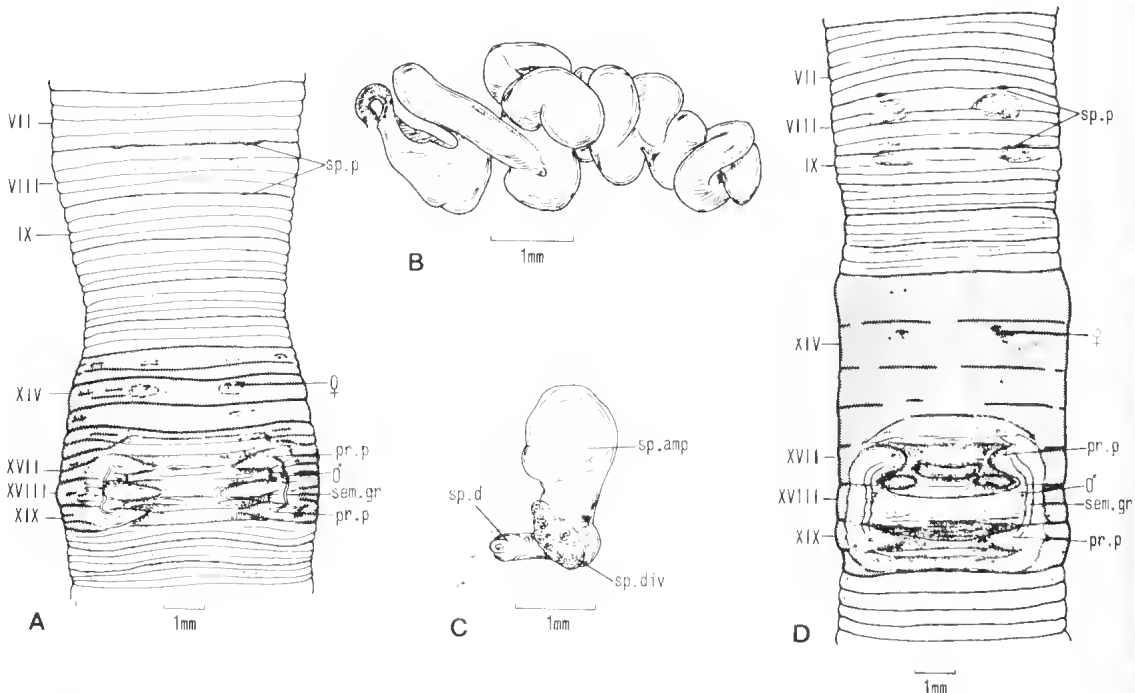 VII
VIII
IX
sp.p
XIV
♀
XVII
XVIII
XIX
pr.p
♂
sem.gr
pr.p
A
1mm
B
1mm
sp.amp
sp.d
sp.div
C
1mm
VII
VIII
IX
sp.p
XIV
♀
XVII
XVIII
XIX
pr.p
♂
sem.gr
pr.p
D
1mm